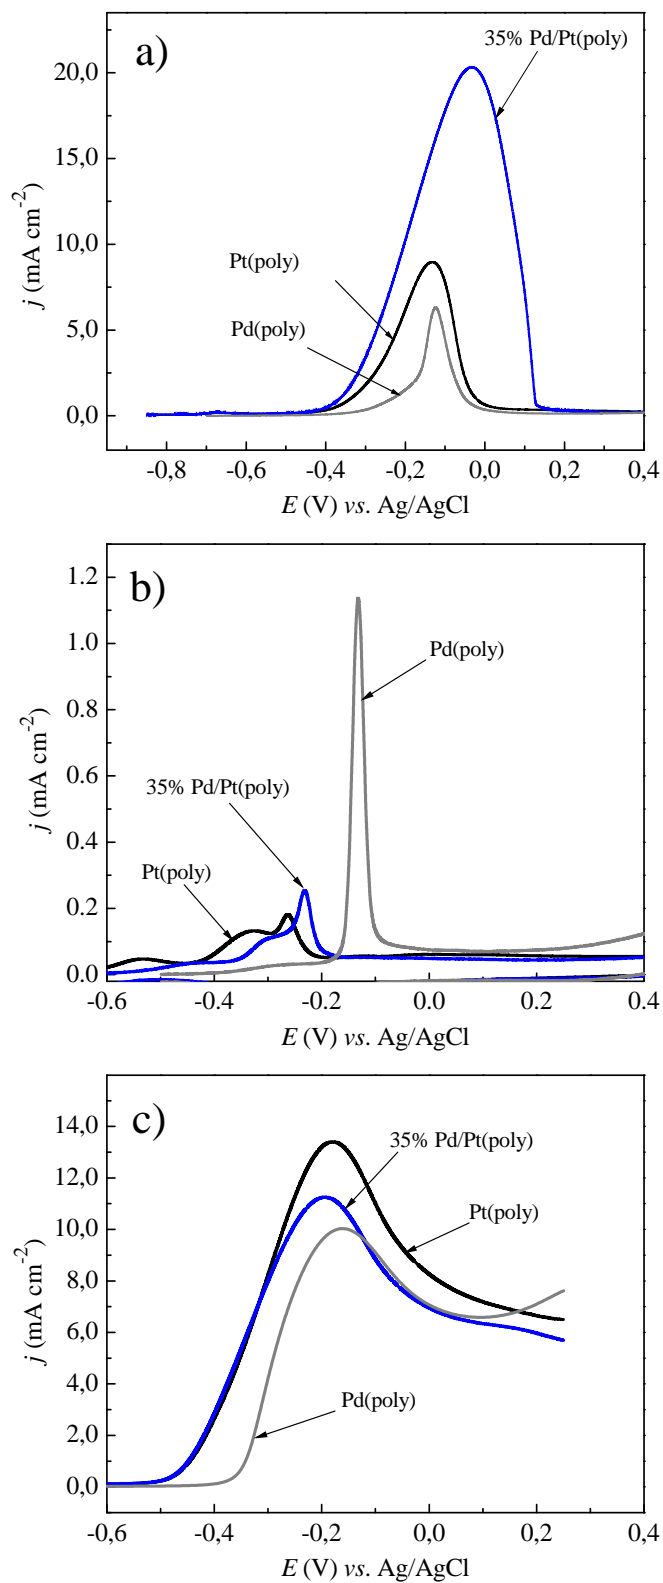 a)
35% Pd/Pt(poly)
20,0
15,0
10,0
5,0
0,0
j (mA cm-2)
Pt(poly)
Pd(poly)
-0,8 -0,6 -0,4 -0,2 0,0 0,2 0,4
E (V) vs. Ag/AgCl
b)
1.2
1.0
0.8
0.6
0.4
0.2
0.0
j (mA cm-2)
Pd(poly)
35% Pd/Pt(poly)
Pt(poly)
-0.6 -0.4 -0.2 0.0 0.2 0.4
E (V) vs. Ag/AgCl
c)
14,0
12,0
10,0
8,0
6,0
4,0
2,0
0,0
j (mA cm-2)
35% Pd/Pt(poly)
Pt(poly)
Pd(poly)
-0,6 -0,4 -0,2 0,0 0,2 0,4
E (V) vs. Ag/AgCl